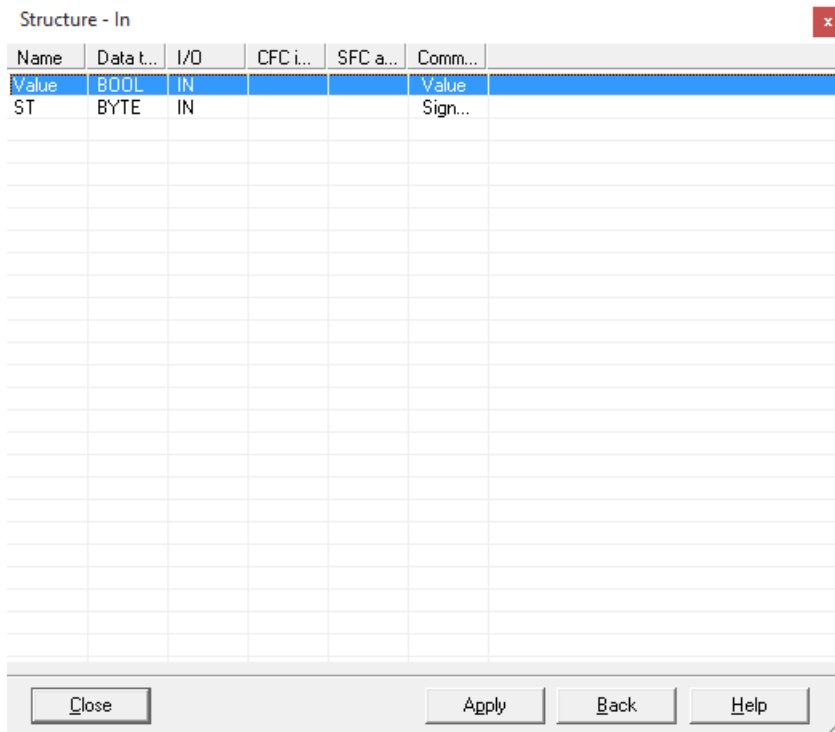 Structure - In
x
Name Data t... I/O CFC i... SFC a... Comm...
Value BOOL IN Value
ST BYTE IN Sign...
Close Apply Back Help